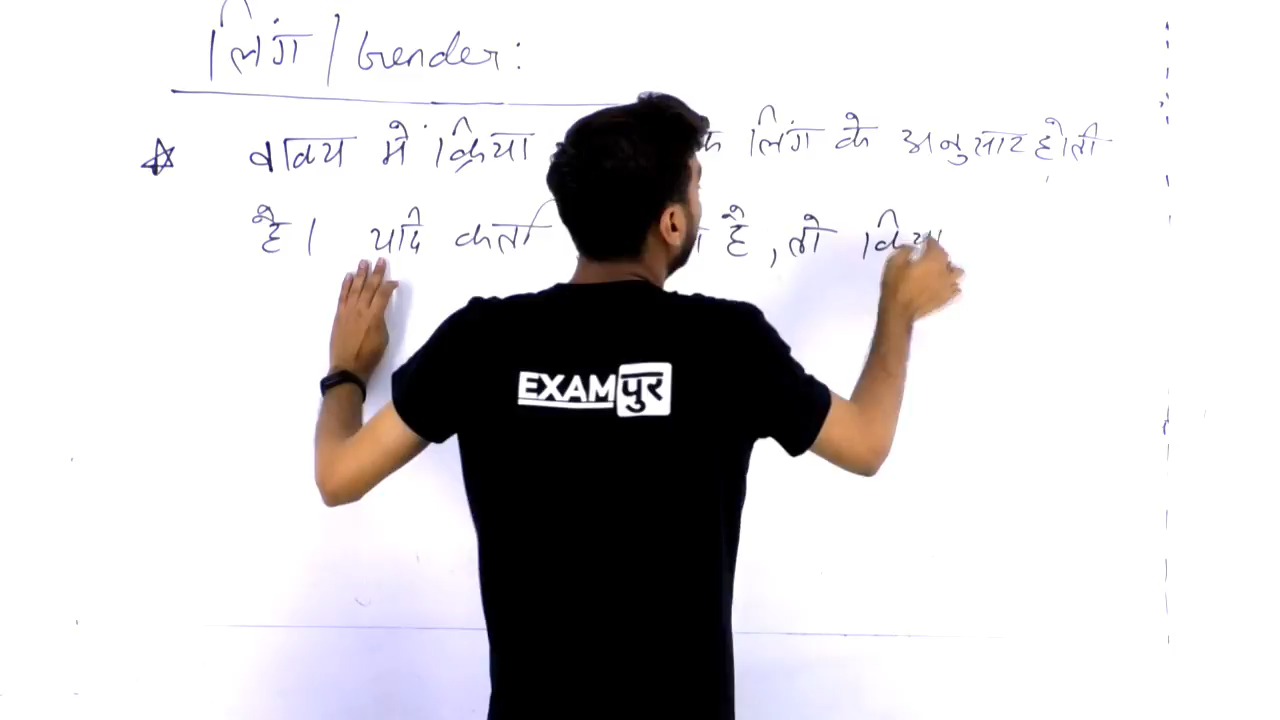 लिंग / Gender:
☆ वाक्य में क्रिया के लिंग के अनुसार होती
है। यदि कर्ता है, तो क्रिया
EXAMपुर